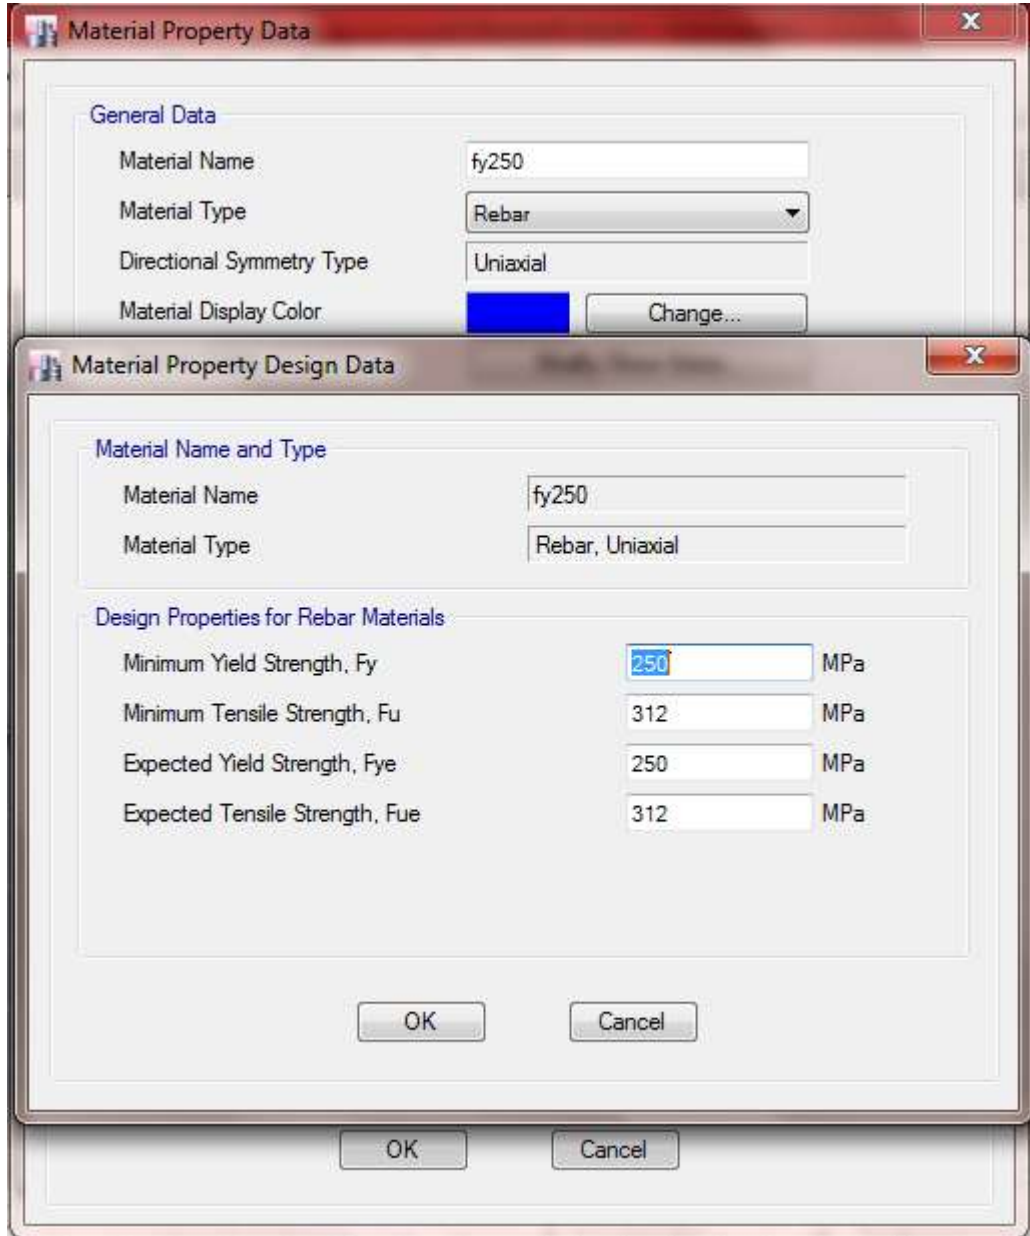 Material Property Data
General Data
Material Name fy250
Material Type Rebar
Directional Symmetry Type Uniaxial
Material Display Color Change...
Material Property Design Data
Material Name and Type
Material Name fy250
Material Type Rebar, Uniaxial
Design Properties for Rebar Materials
Minimum Yield Strength, Fy 250 MPa
Minimum Tensile Strength, Fu 312 MPa
Expected Yield Strength, Fye 250 MPa
Expected Tensile Strength, Fue 312 MPa
OK Cancel
OK Cancel